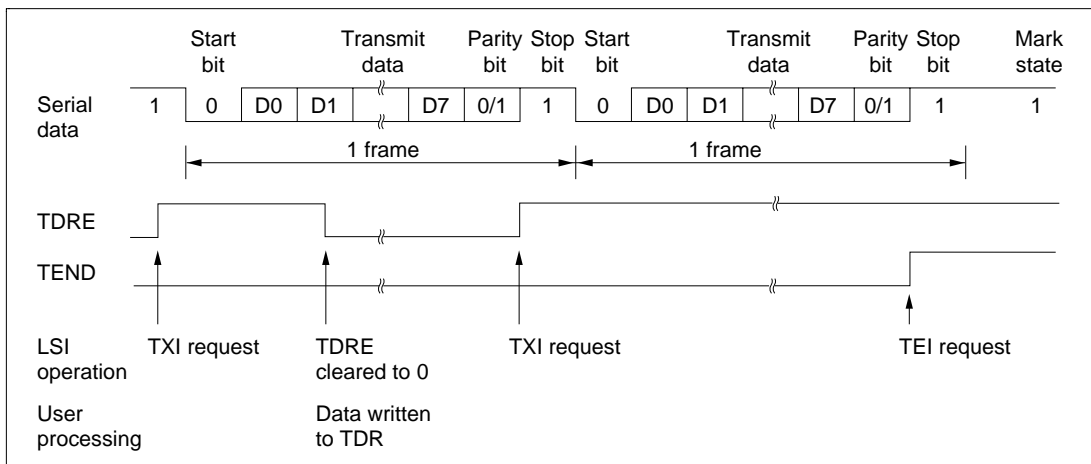 Start Transmit Parity Stop Start Transmit Parity Stop Mark
bit data bit bit bit data bit bit state
Serial 1 0 D0 D1 D7 0/1 1 0 D0 D1 D7 0/1 1 1
data
1 frame 1 frame
TDRE
TEND
LSI TXI request TDRE TXI request TEI request
operation cleared to 0
User Data written
processing to TDR